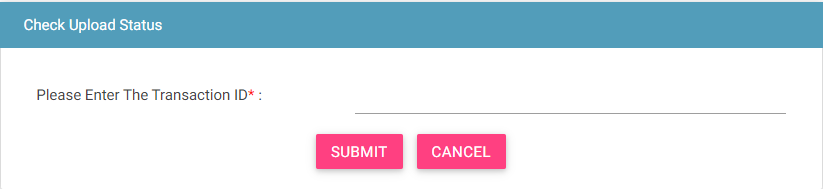 Check Upload Status
Please Enter The Transaction ID* :
SUBMIT CANCEL